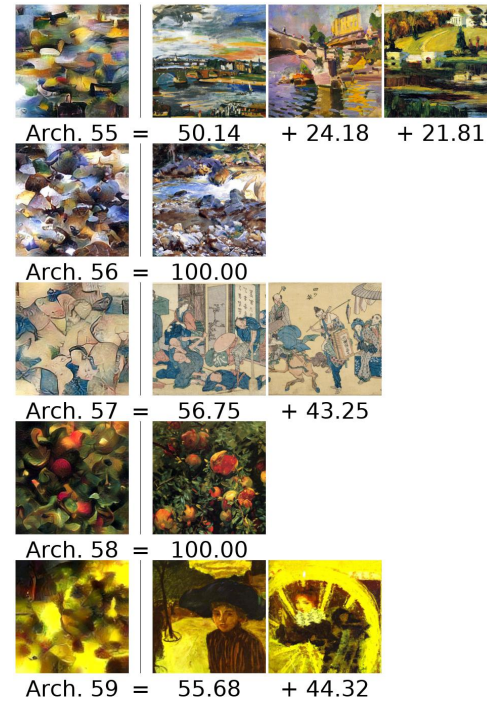 Arch. 55 = 50.14 + 24.18 + 21.81
Arch. 56 = 100.00
Arch. 57 = 56.75 + 43.25
Arch. 58 = 100.00
Arch. 59 = 55.68 + 44.32